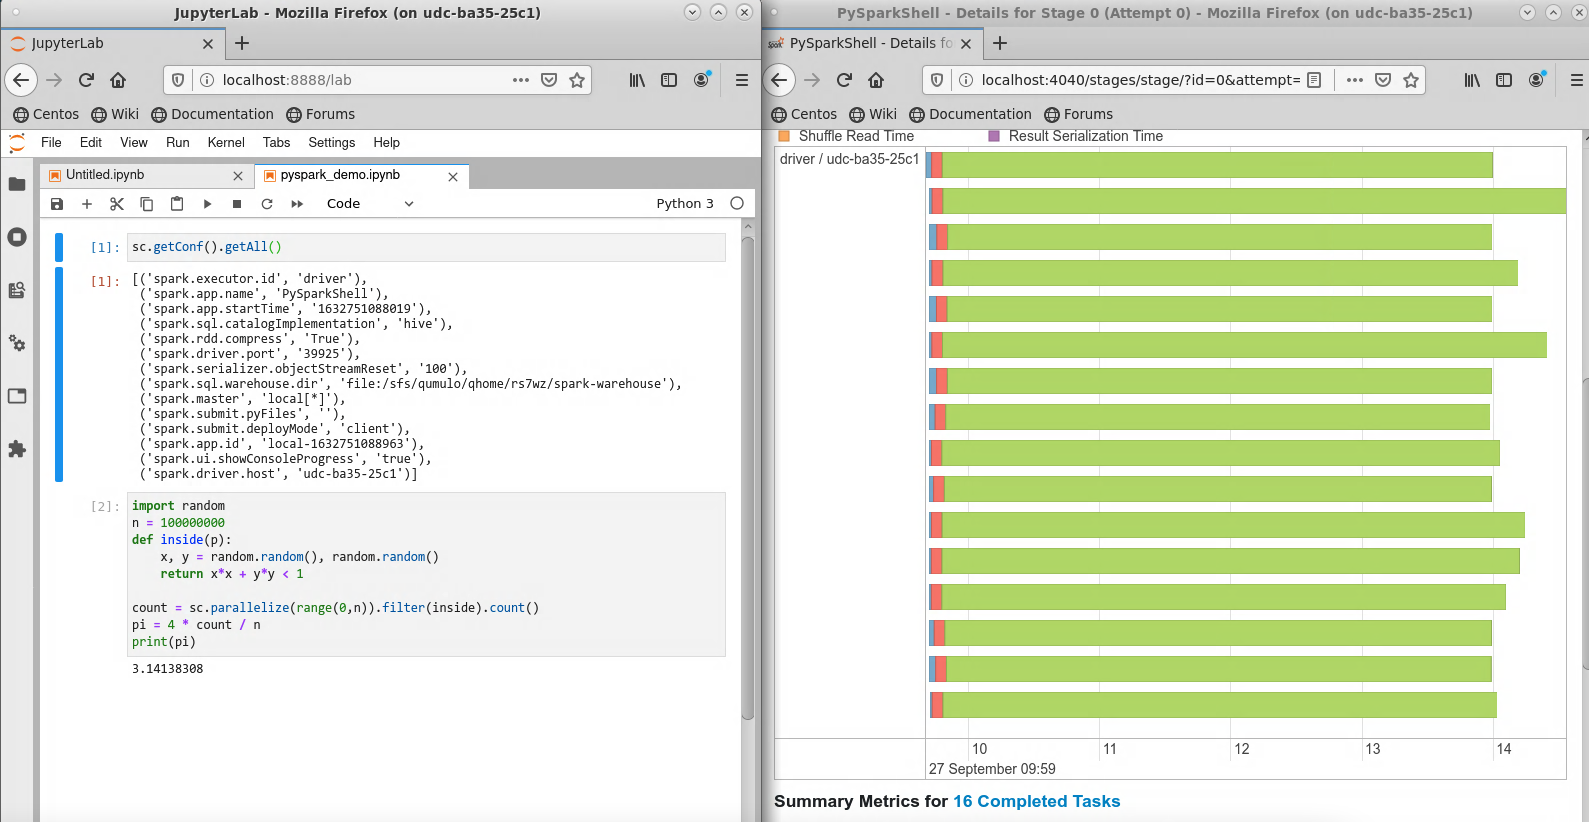 JupyterLab - Mozilla Firefox (on udc-ba35-25c1)
JupyterLab
localhost:8888/lab
Centos Wiki Documentation Forums
File Edit View Run Kernel Tabs Settings Help
Untitled.ipynb pyspark_demo.ipynb
Code Python 3
[1]: sc.getConf().getAll()
[1]: [('spark.executor.id', 'driver'),
('spark.app.name', 'PySparkShell'),
('spark.app.startTime', '1632751088019'),
('spark.sql.catalogImplementation', 'hive'),
('spark.rdd.compress', 'True'),
('spark.driver.port', '39925'),
('spark.serializer.objectStreamReset', '100'),
('spark.sql.warehouse.dir', 'file:/sfs/qumulo/qhome/rs7wz/spark-warehouse'),
('spark.master', 'local[*]'),
('spark.submit.pyFiles', ''),
('spark.submit.deployMode', 'client'),
('spark.app.id', 'local-1632751088963'),
('spark.ui.showConsoleProgress', 'true'),
('spark.driver.host', 'udc-ba35-25c1')]
[2]: import random
n = 100000000
def inside(p):
    x, y = random.random(), random.random()
    return x*x + y*y < 1
count = sc.parallelize(range(0,n)).filter(inside).count()
pi = 4 * count / n
print(pi)
3.14138308
PySparkShell - Details for Stage 0 (Attempt 0) - Mozilla Firefox (on udc-ba35-25c1)
Spark PySparkShell - Details fo
localhost:4040/stages/stage/?id=0&attempt=
Centos Wiki Documentation Forums
Shuffle Read Time Result Serialization Time
driver / udc-ba35-25c1
10 11 12 13 14
27 September 09:59
Summary Metrics for 16 Completed Tasks